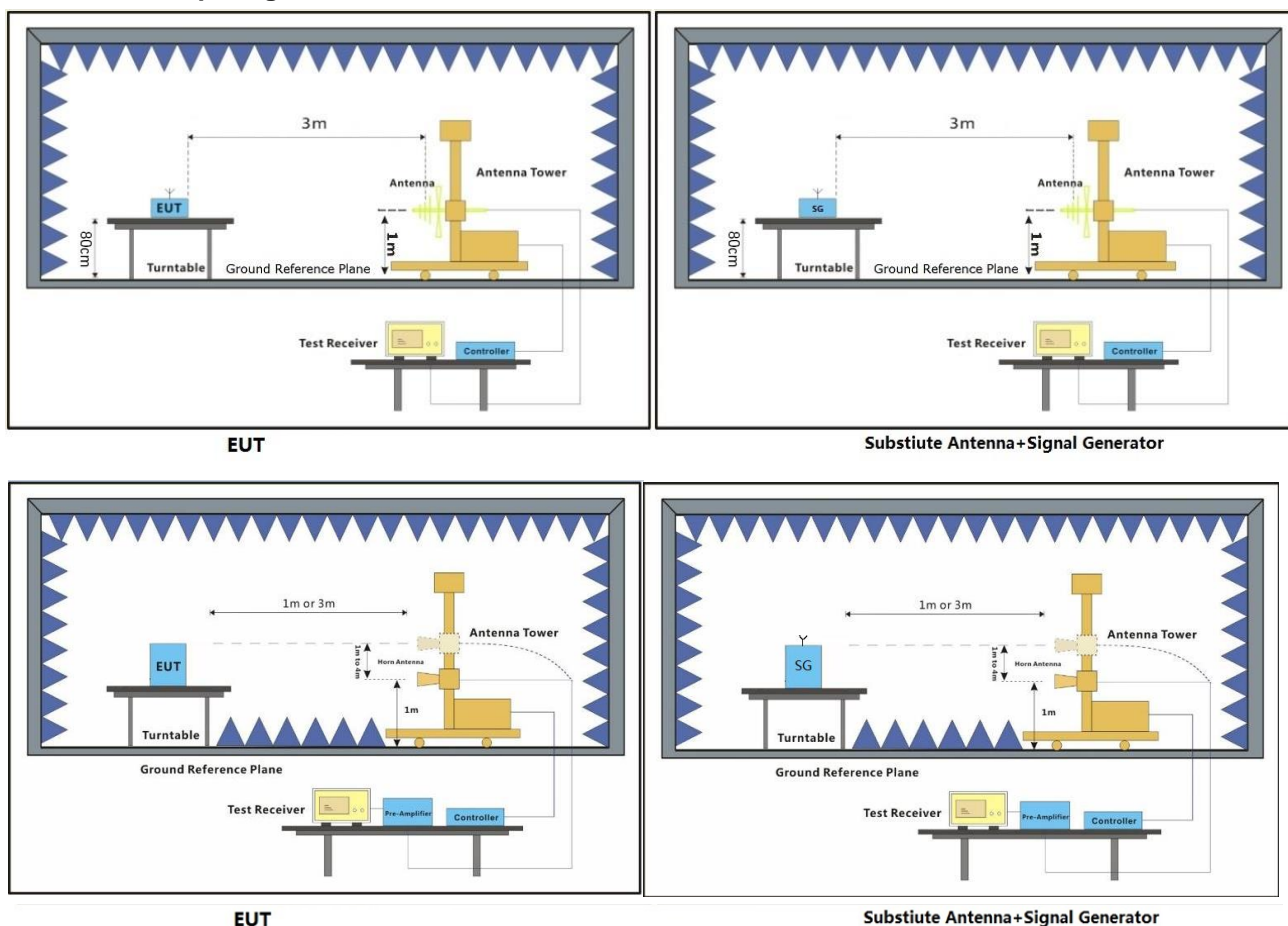 3m
Antenna
Antenna Tower
EUT
80cm
1m
Turntable
Ground Reference Plane
Test Receiver
Controller
EUT
3m
Antenna
Antenna Tower
SG
80cm
1m
Turntable
Ground Reference Plane
Test Receiver
Controller
Substiute Antenna+Signal Generator
1m or 3m
Antenna Tower
EUT
1m to 4m
Horn Antenna
1m
Turntable
Ground Reference Plane
Test Receiver
Pre-Amplifier
Controller
EUT
1m or 3m
Antenna Tower
SG
1m to 4m
Horn Antenna
1m
Turntable
Ground Reference Plane
Test Receiver
Pre-Amplifier
Controller
Substiute Antenna+Signal Generator